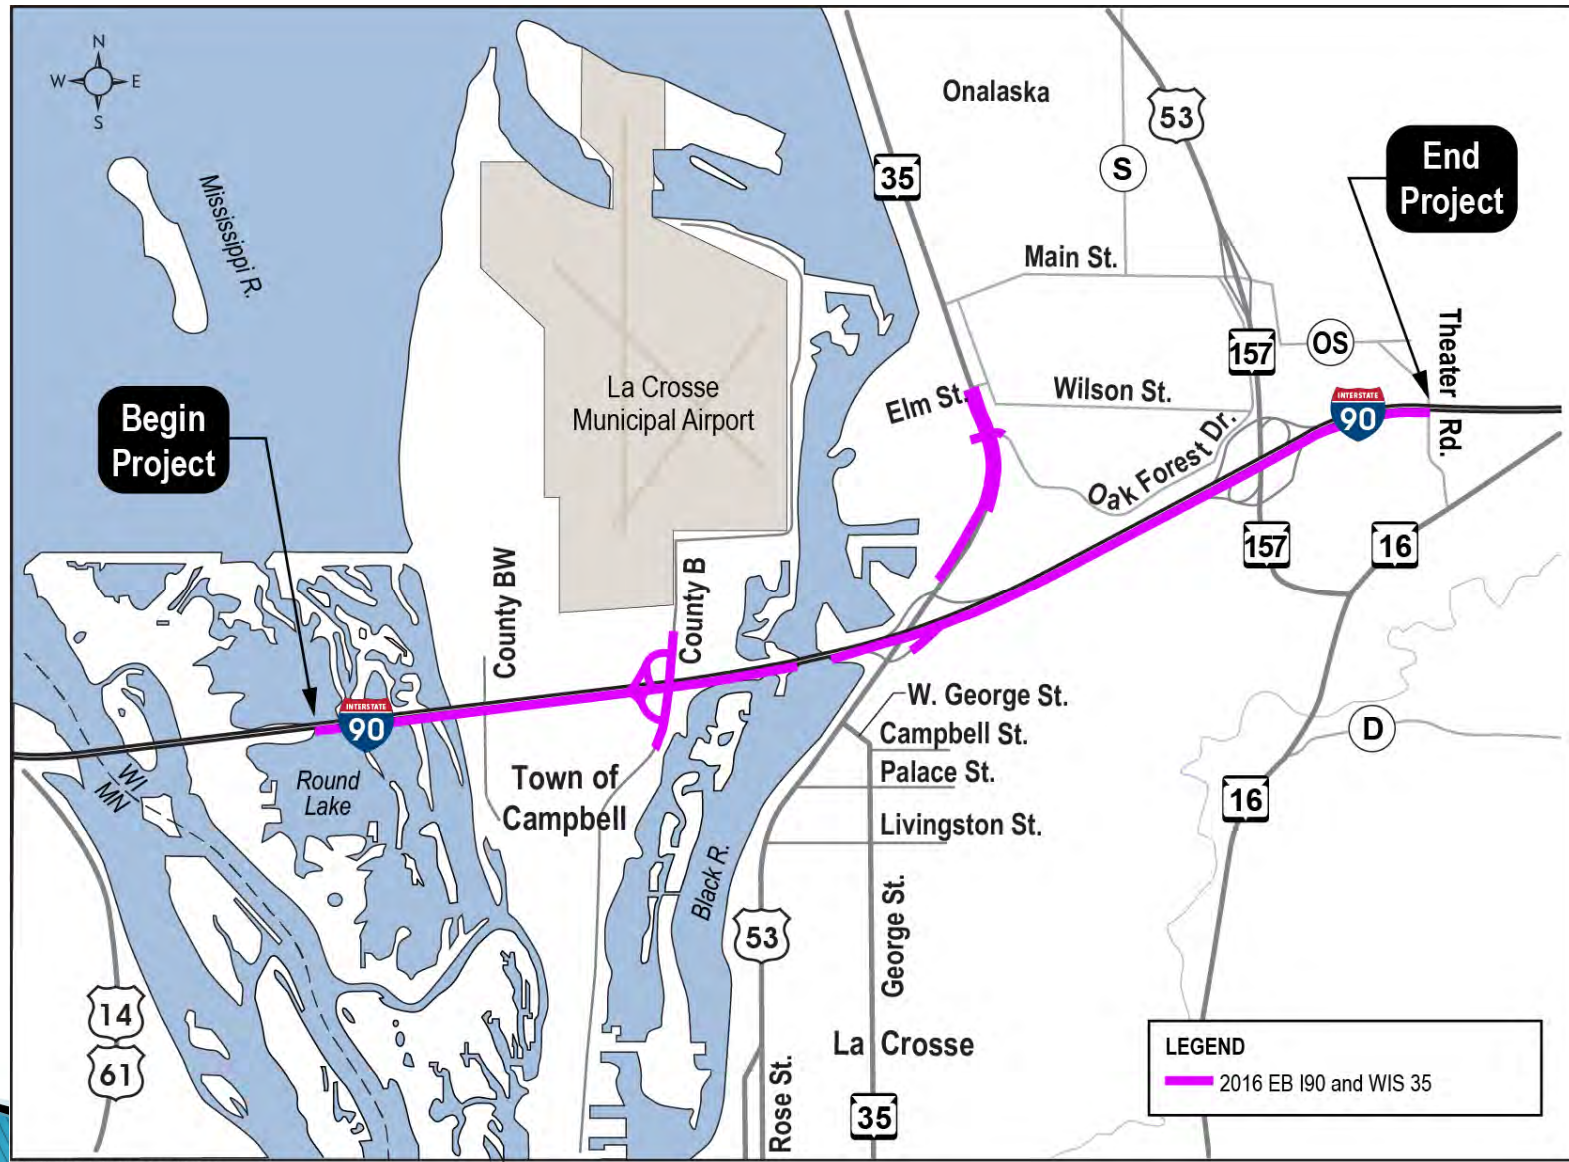 N
W E
S
Mississippi R.
Onalaska
53
35
S
End
Project
Main St.
157
OS
Theater Rd.
La Crosse
Municipal Airport
Elm St.
Wilson St.
INTERSTATE
90
Begin
Project
Oak Forest Dr.
157
16
County BW
County B
INTERSTATE
90
W. George St.
Campbell St.
Palace St.
Livingston St.
D
WI
MN
Round
Lake
Town of
Campbell
16
Black R.
53
George St.
14
61
La Crosse
Rose St.
35
LEGEND
2016 EB I90 and WIS 35